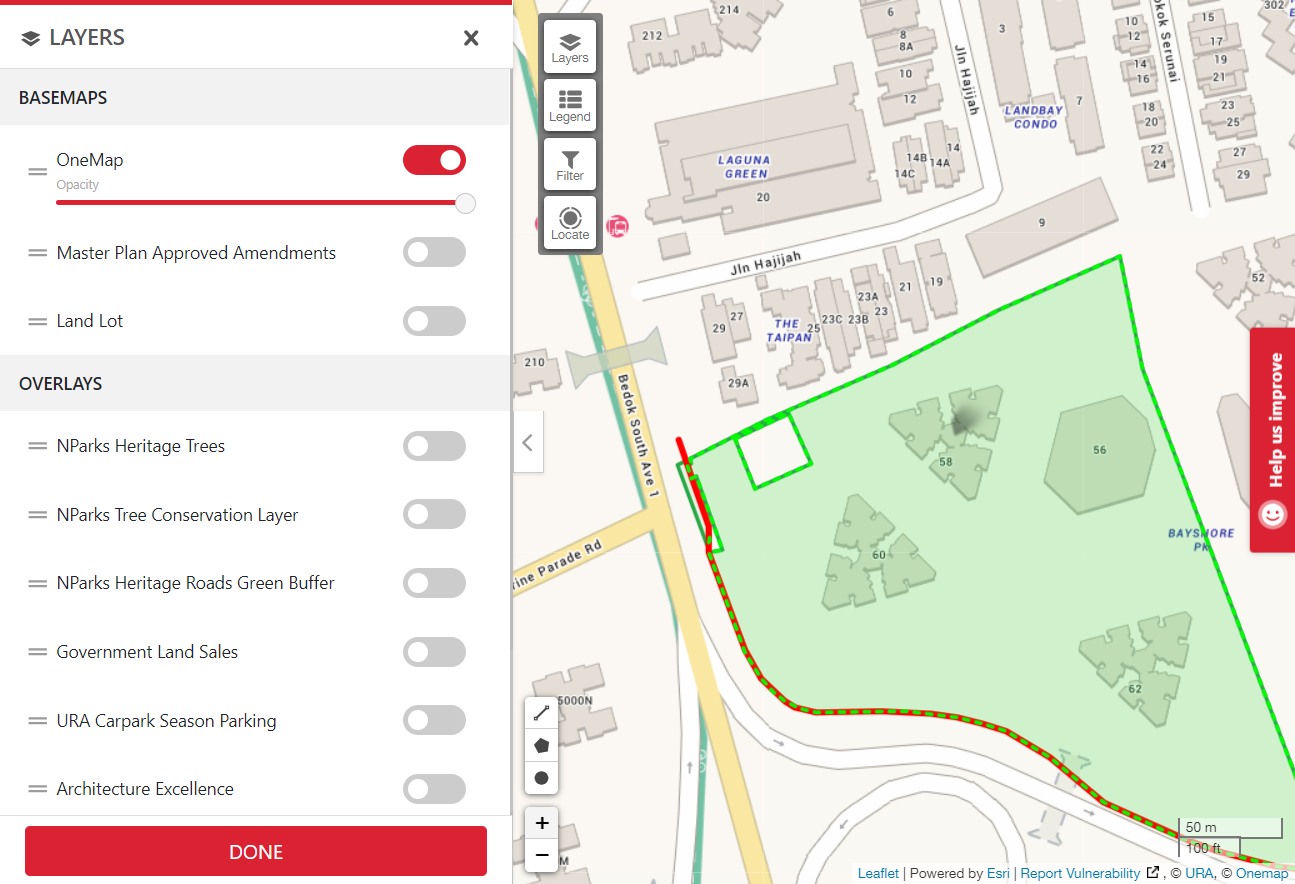 LAYERS
BASEMAPS
OneMap
Opacity
Master Plan Approved Amendments
Land Lot
OVERLAYS
NParks Heritage Trees
NParks Tree Conservation Layer
NParks Heritage Roads Green Buffer
Government Land Sales
URA Carpark Season Parking
Architecture Excellence
DONE
Layers
Legend
Filter
Locate
214
212
6
8
8A
10
12
3
7
Jln Hajijah
LANDBAY
CONDO
10
12
14
16
18
20
22
24
15
17
19
21
23
25
27
29
302
okok Serunai
LAGUNA
GREEN
20
14B
14
14A
14C
9
Jln Hajijah
52
19
21
23A
23
23B
23C
25
THE
TAIPAN
27
29
29A
210
Bedok South Ave 1
rine Parade Rd
58
56
60
62
BAYSHORE
PK
5000N
M
Help us improve
+
−
50 m
100 ft
Leaflet | Powered by Esri | Report Vulnerability , © URA, © Onemap